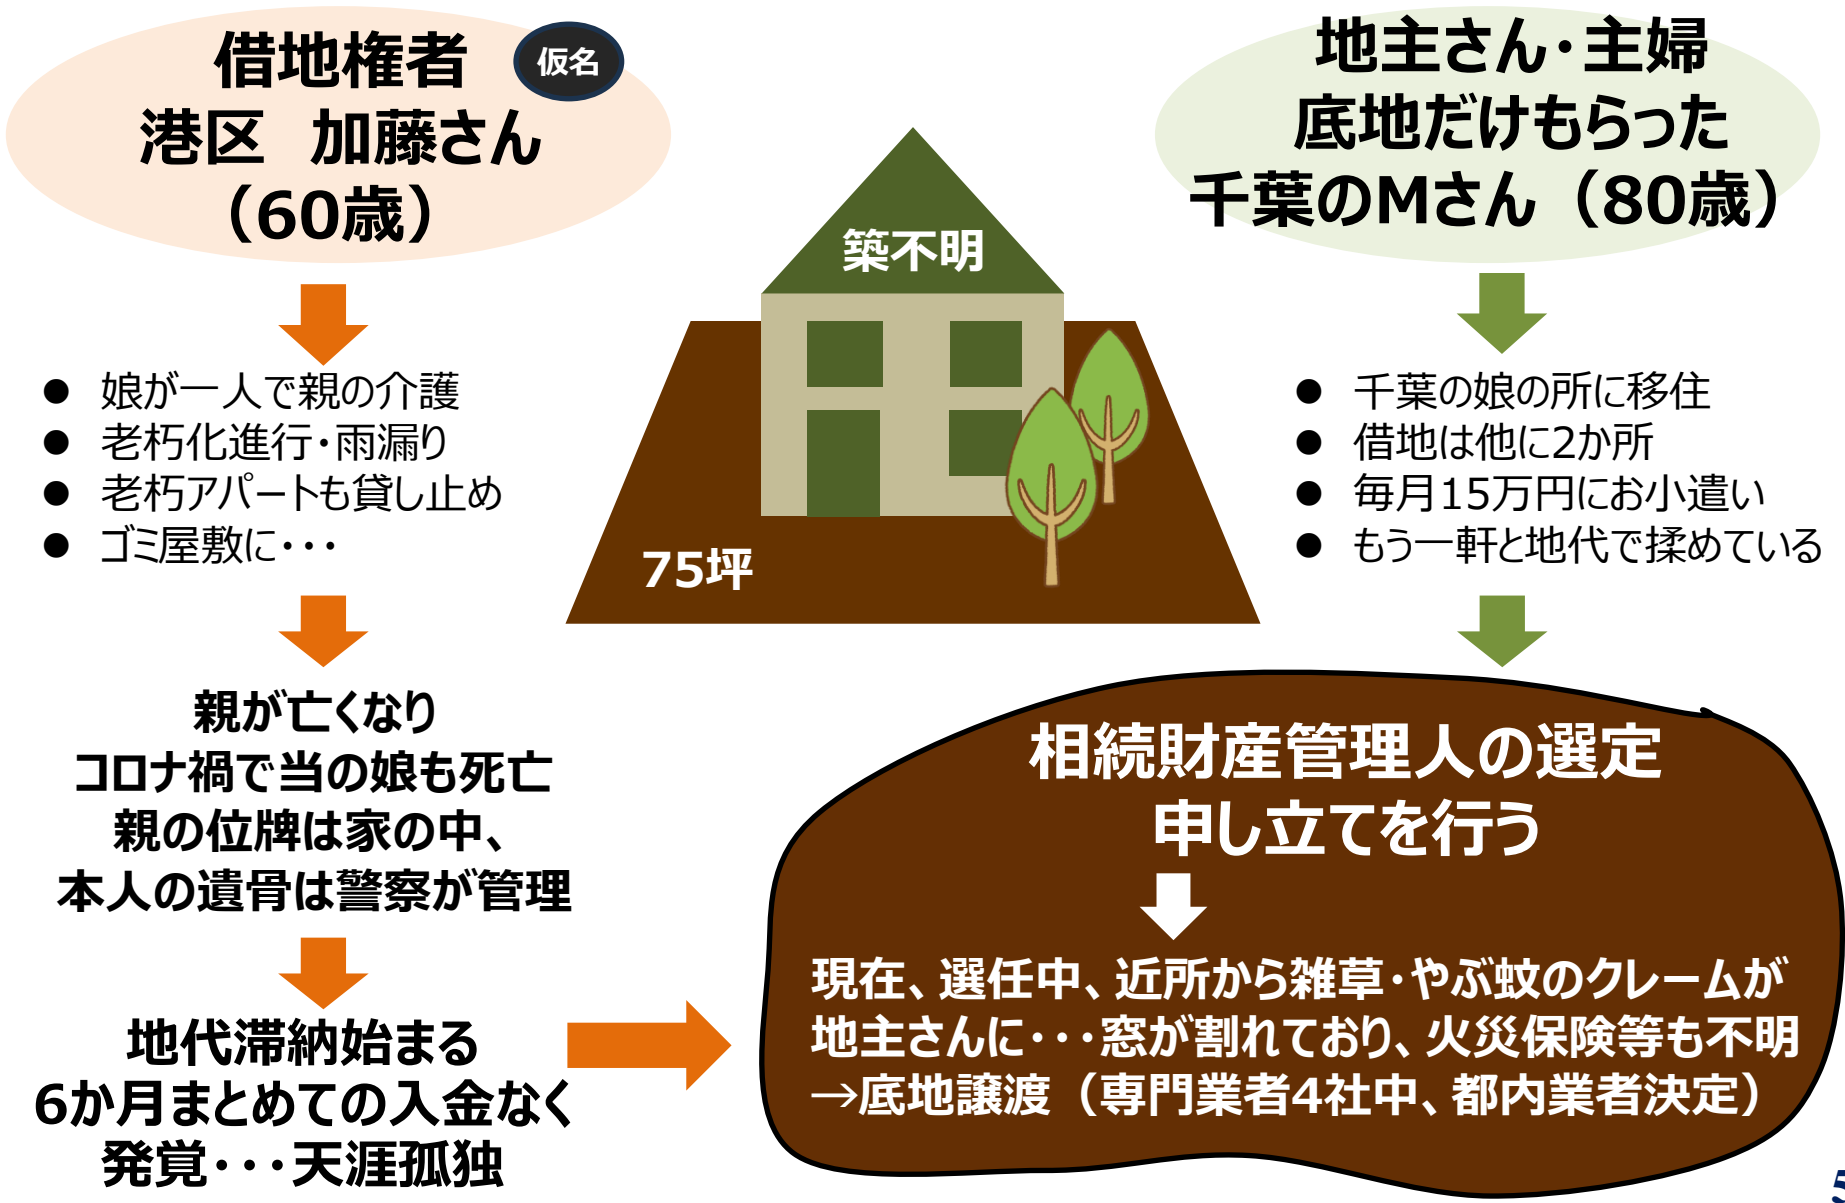 借地権者
仮名
港区　加藤さん
（60歳）
地主さん・主婦
底地だけもらった
千葉のMさん（80歳）
築不明
75坪
● 娘が一人で親の介護
● 老朽化進行・雨漏り
● 老朽アパートも貸し止め
● ゴミ屋敷に・・・
● 千葉の娘の所に移住
● 借地は他に2か所
● 毎月15万円にお小遣い
● もう一軒と地代で揉めている
親が亡くなり
コロナ禍で当の娘も死亡
親の位牌は家の中、
本人の遺骨は警察が管理
地代滞納始まる
6か月まとめての入金なく
発覚・・・天涯孤独
相続財産管理人の選定
申し立てを行う
現在、選任中、近所から雑草・やぶ蚊のクレームが
地主さんに・・・窓が割れており、火災保険等も不明
→底地譲渡（専門業者4社中、都内業者決定）